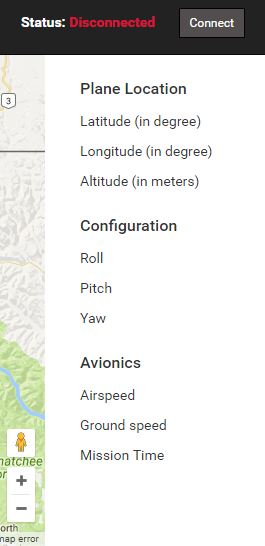 Status: Disconnected
Connect
3
Plane Location
Latitude (in degree)
Longitude (in degree)
Altitude (in meters)
Configuration
Roll
Pitch
Yaw
Avionics
Airspeed
Ground speed
Mission Time
natchee
or
+
−
orth
map error